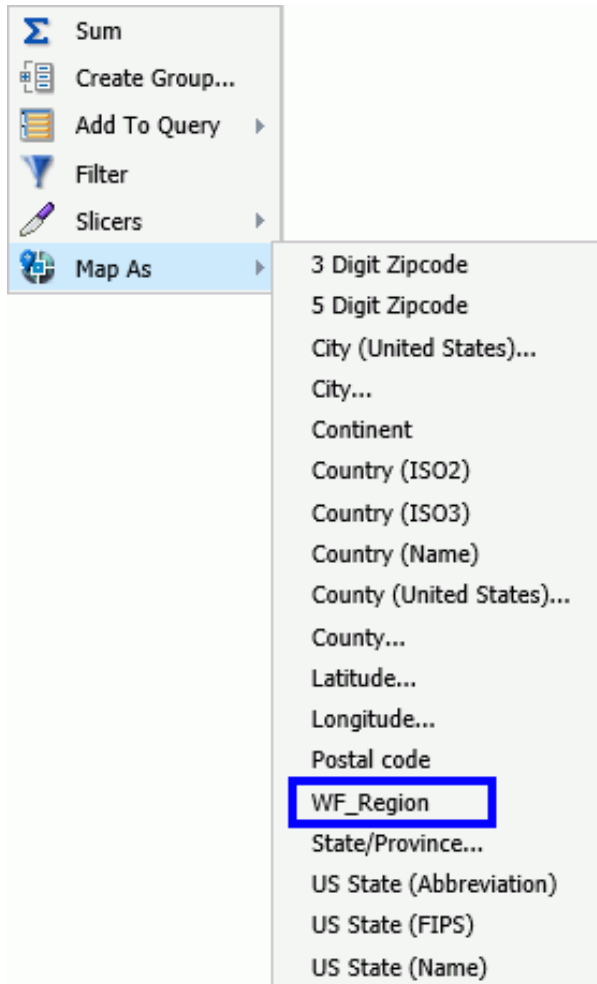 Sum
Create Group...
Add To Query
Filter
Slicers
Map As
3 Digit Zipcode
5 Digit Zipcode
City (United States)...
City...
Continent
Country (ISO2)
Country (ISO3)
Country (Name)
County (United States)...
County...
Latitude...
Longitude...
Postal code
WF_Region
State/Province...
US State (Abbreviation)
US State (FIPS)
US State (Name)